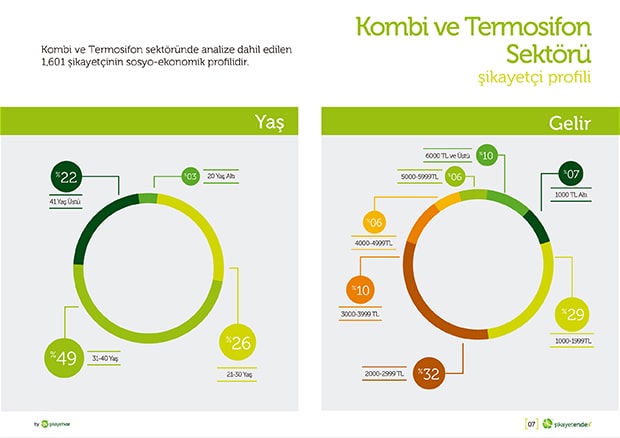 Kombi ve Termosifon sektöründe analize dahil edilen
1,601 şikayetçinin sosyo-ekonomik profilidir.
Yaş
%22
41 Yaş Üstü
%03
20 Yaş Altı
%49
31-40 Yaş
%26
21-30 Yaş
by şikayetvar
Kombi ve Termosifon
Sektörü
şikayetçi profili
Gelir
6000 TL ve Üstü
%10
5000-5999TL
%06
%07
1000 TL Altı
%06
4000-4999TL
%10
3000-3999 TL
%29
1000-1999TL
2000-2999 TL
%32
[07]
şikayetendex